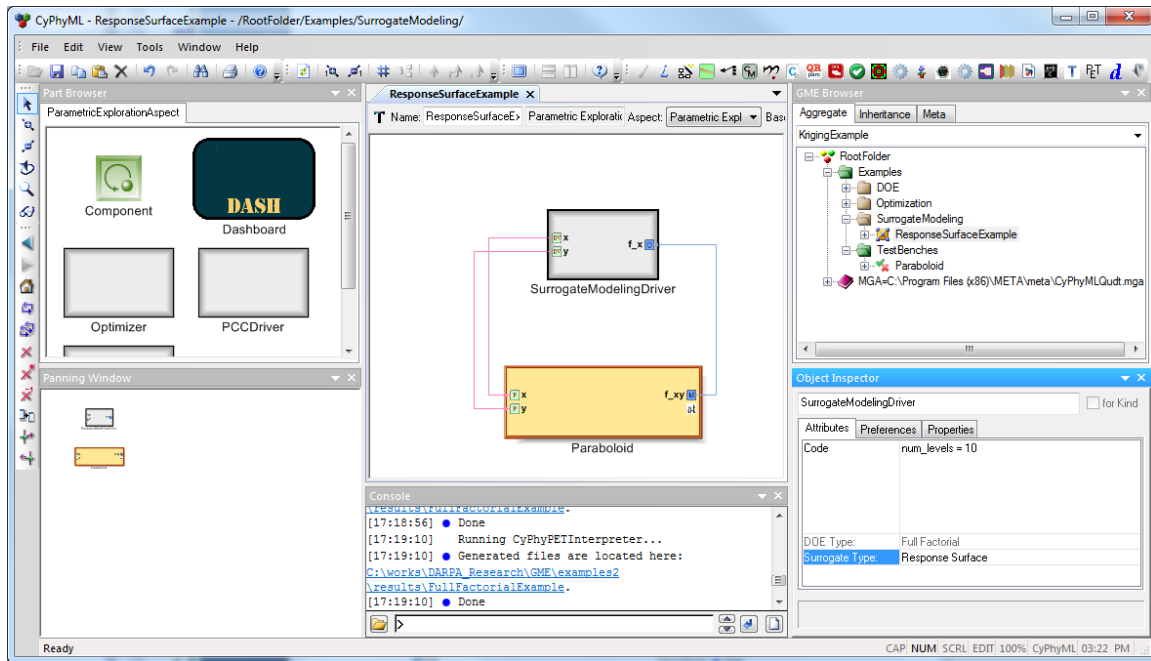 CyPhyML - ResponseSurfaceExample - /RootFolder/Examples/SurrogateModeling/
File Edit View Tools Window Help
Part Browser
ParametricExplorationAspect
Component
DASH
Dashboard
Optimizer
PCCDriver
Panning Window
ResponseSurfaceExample
Name: ResponseSurfaceEx Parametric Exploratic Aspect: Parametric Expl Bas
x
y
f_x
SurrogateModelingDriver
x
y
f_xy
Paraboloid
Console
\results\FullFactorialExample.
[17:18:56] Done
[17:19:10] Running CyPhyPETInterpreter...
[17:19:10] Generated files are located here:
C:\works\DARPA_Research\GME\examples2
\results\FullFactorialExample.
[17:19:10] Done
>
GME Browser
Aggregate Inheritance Meta
KrigingExample
RootFolder
Examples
DOE
Optimization
SurrogateModeling
ResponseSurfaceExample
TestBenches
Paraboloid
MGA=C:\Program Files (x86)\META\meta\CyPhyMLQudt.mga
Object Inspector
SurrogateModelingDriver for Kind
Attributes Preferences Properties
Code num_levels = 10
DOE Type: Full Factorial
Surrogate Type: Response Surface
Ready
CAP NUM SCRL EDIT 100% CyPhyML 03:22 PM